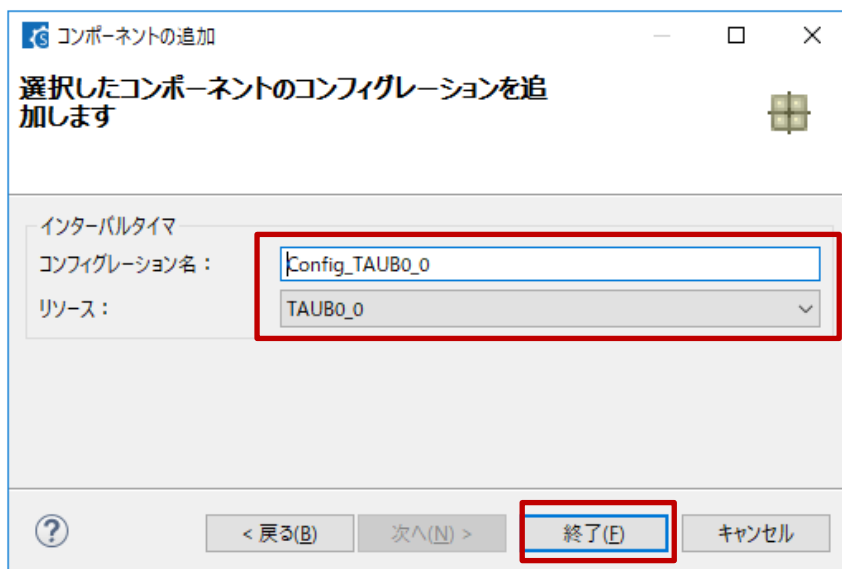 コンポーネントの追加
選択したコンポーネントのコンフィグレーションを追
加します
インターバルタイマ
コンフィグレーション名：
Config_TAUB0_0
リソース：
TAUB0_0
< 戻る(B)
次へ(N) >
終了(F)
キャンセル